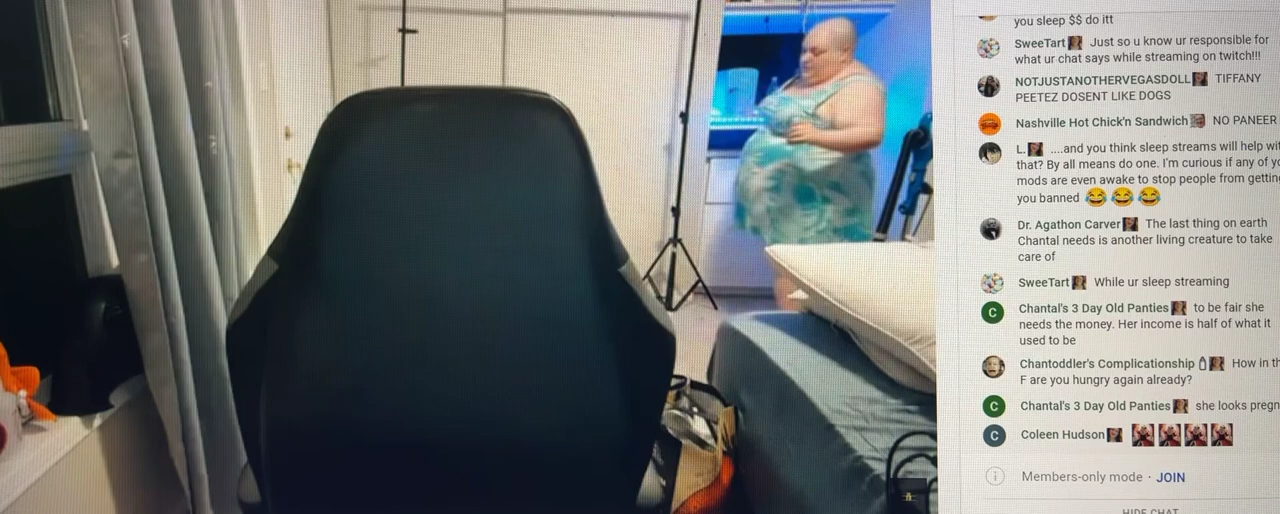 you sleep $$ do itt
SweeTart Just so u know ur responsible for
what ur chat says while streaming on twitch!!!
NOTJUSTANOTHERVEGASDOLL TIFFANY
PEETEZ DOSENT LIKE DOGS
Nashville Hot Chick'n Sandwich NO PANEER
L. ....and you think sleep streams will help wit
that? By all means do one. I'm curious if any of yo
mods are even awake to stop people from getting
you banned 😂😂😂
Dr. Agathon Carver The last thing on earth
Chantal needs is another living creature to take
care of
SweeTart While ur sleep streaming
C Chantal's 3 Day Old Panties to be fair she
needs the money. Her income is half of what it
used to be
Chantoddler's Complicationship How in th
F are you hungry again already?
C Chantal's 3 Day Old Panties she looks pregn
C Coleen Hudson
Members-only mode · JOIN
HIDE CHAT